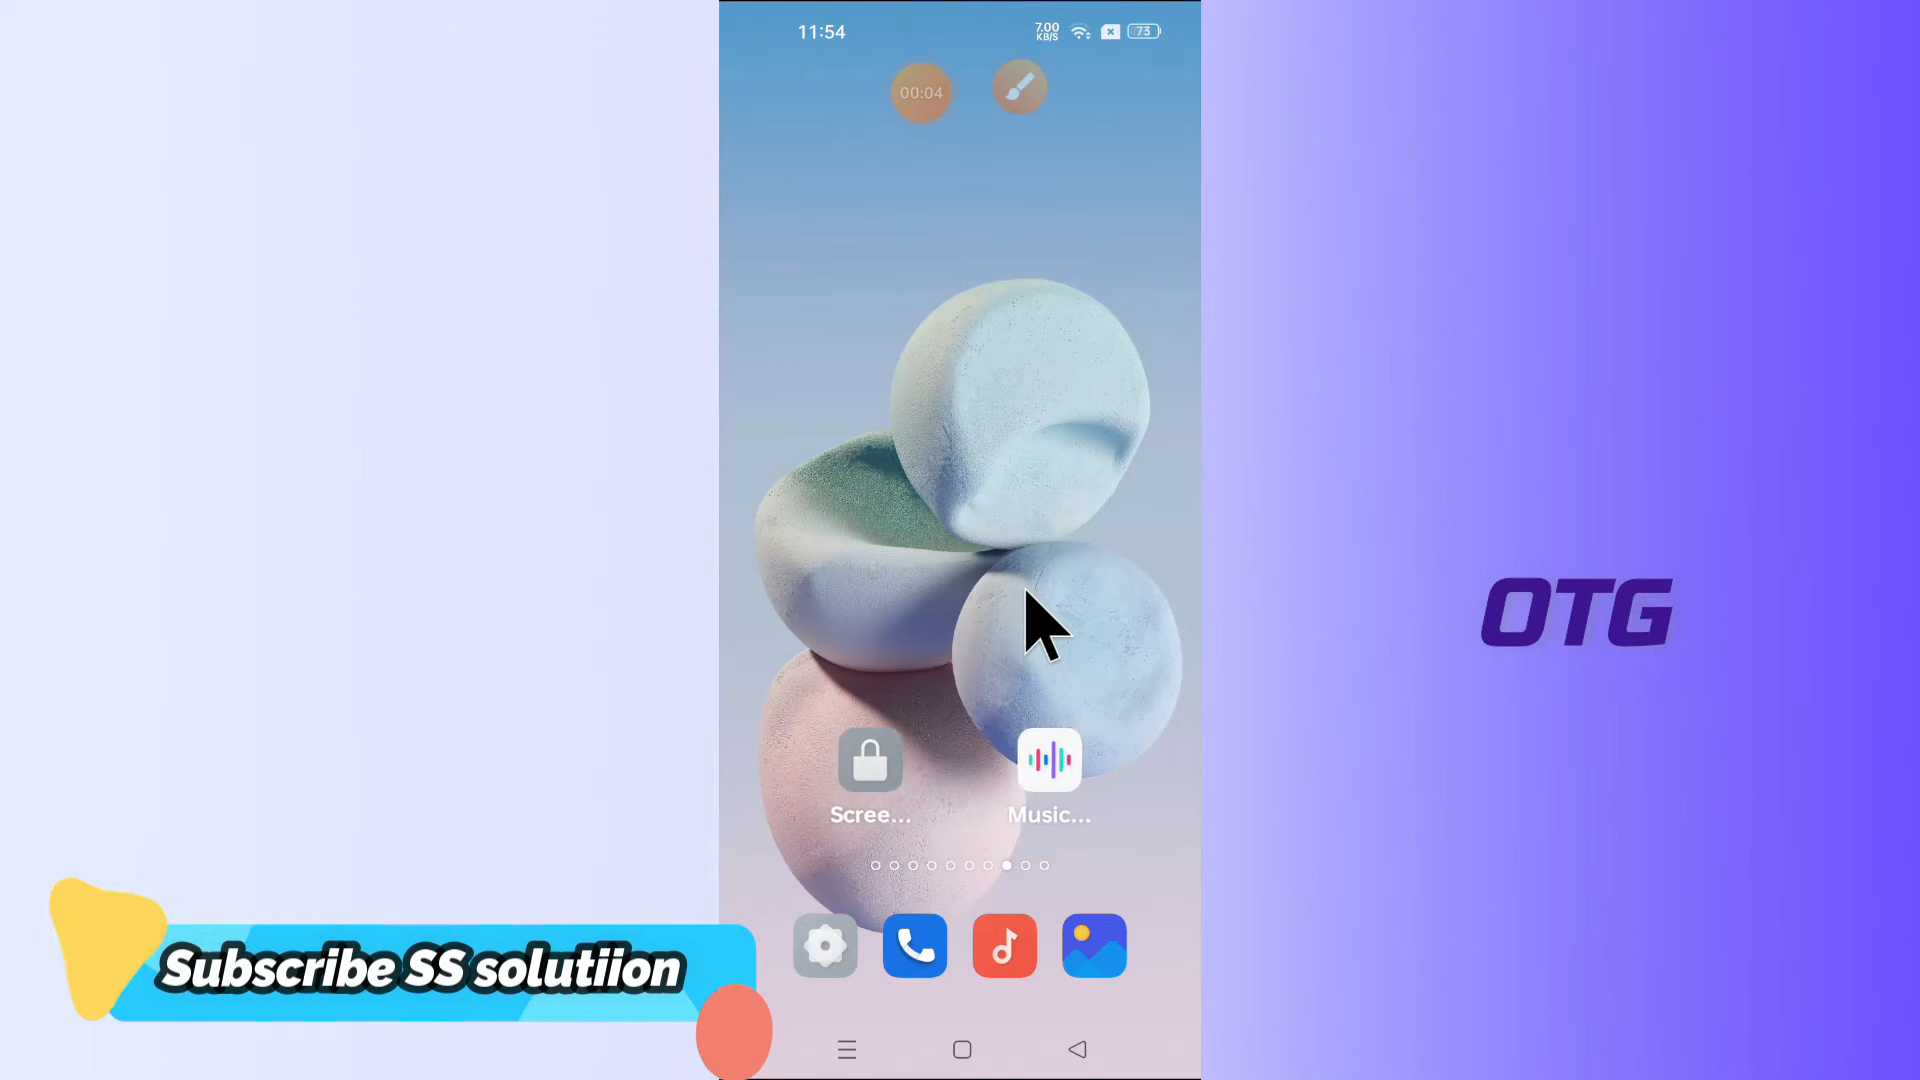 11:54
7.00
KB/S
73
00:04
OTG
Scree...
Music...
Subscribe SS solutiion